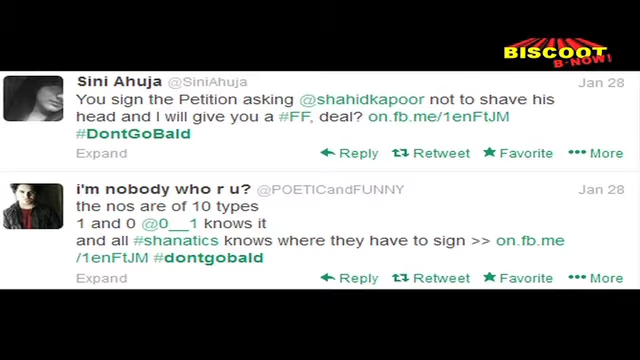 BISCOOT
B-NOW!
Sini Ahuja @SiniAhuja Jan 28
You sign the Petition asking @shahidkapoor not to shave his
head and I will give you a #FF, deal? on.fb.me/1enFtJM
#DontGoBald
Expand Reply Retweet Favorite More
i'm nobody who r u? @POETICandFUNNY Jan 28
the nos are of 10 types
1 and 0 @0__1 knows it
and all #shanatics knows where they have to sign >> on.fb.me
/1enFtJM #dontgobald
Expand Reply Retweet Favorite More